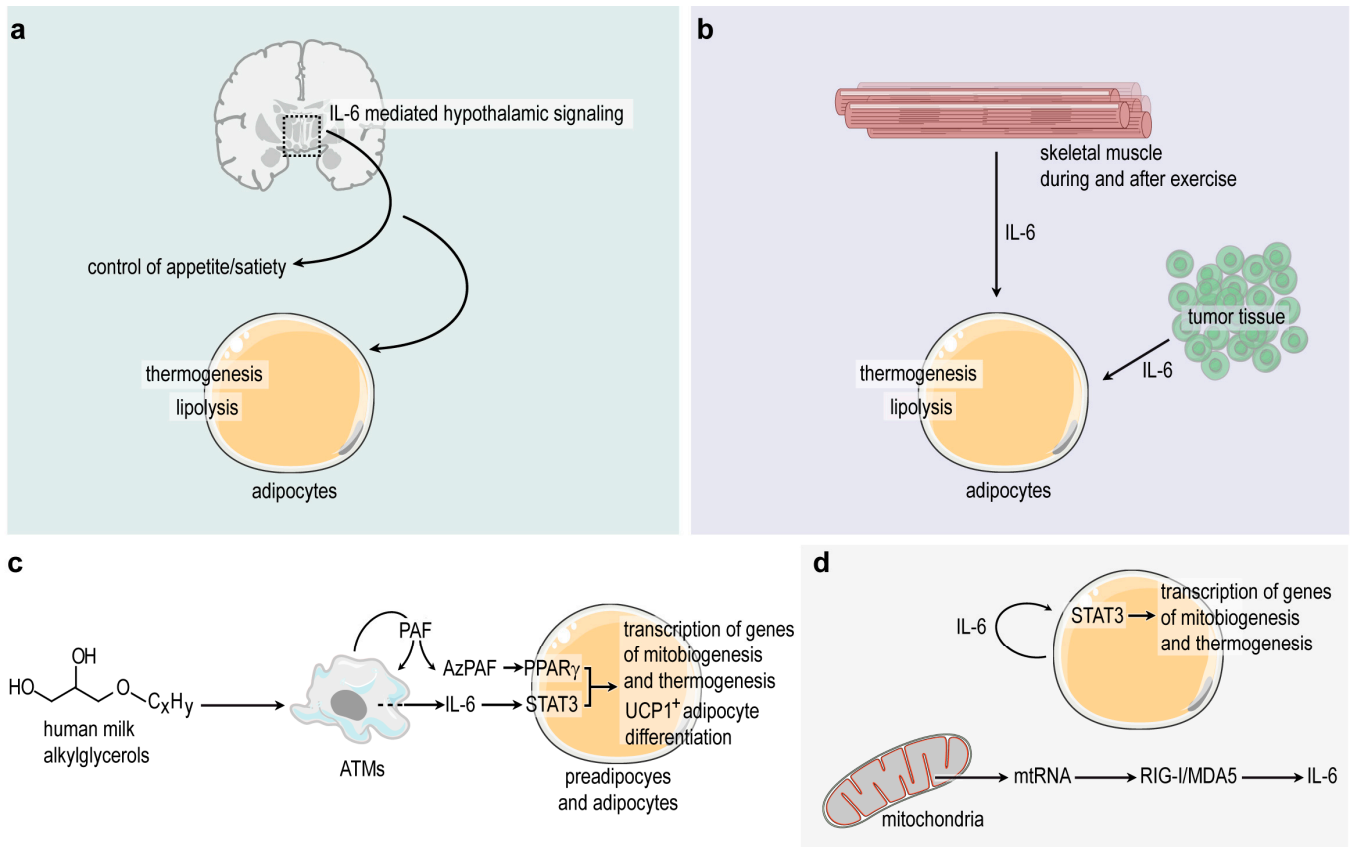 a
IL-6 mediated hypothalamic signaling
control of appetite/satiety
thermogenesis
lipolysis
adipocytes
b
skeletal muscle
during and after exercise
IL-6
tumor tissue
IL-6
thermogenesis
lipolysis
adipocytes
c
OH
HO
O
CxHy
human milk
alkylglycerols
PAF
AzPAF
PPARγ
IL-6
STAT3
ATMs
transcription of genes
of mitobiogenesis
and thermogenesis
UCP1+ adipocyte
differentiation
preadipocyes
and adipocytes
d
IL-6
STAT3
transcription of genes
of mitobiogenesis
and thermogenesis
mtRNA
RIG-I/MDA5
IL-6
mitochondria